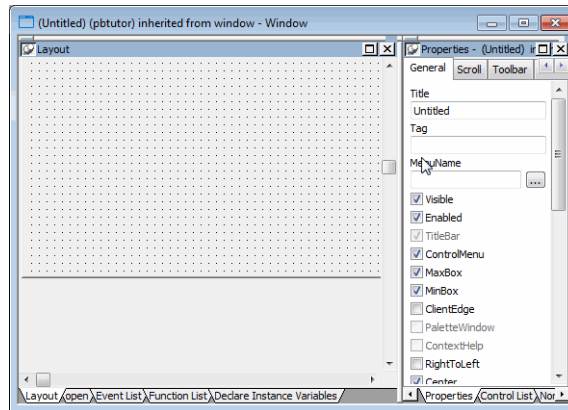 (Untitled) (pbtutor) inherited from window - Window
Layout
Properties - (Untitled)
General Scroll Toolbar
Title
Untitled
Tag
MenuName
...
Visible
Enabled
TitleBar
ControlMenu
MaxBox
MinBox
ClientEdge
PaletteWindow
ContextHelp
RightToLeft
Center
Layout open Event List Function List Declare Instance Variables
Properties Control List